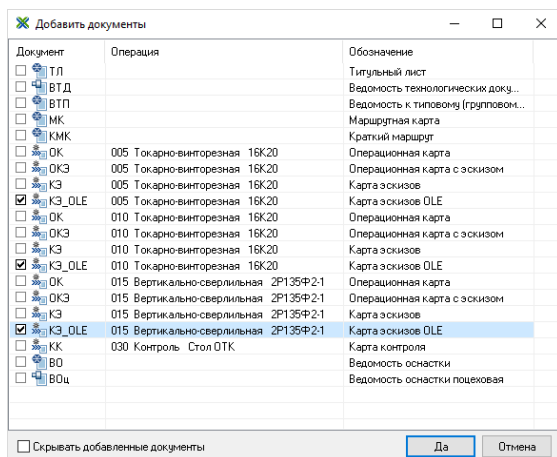 Добавить документы
Документ Операция Обозначение
ТЛ Титульный лист
ВТД Ведомость технологических доку...
ВТП Ведомость к типовому (групповом...
МК Маршрутная карта
КМК Краткий маршрут
ОК 005 Токарно-винторезная 16К20 Операционная карта
ОКЭ 005 Токарно-винторезная 16К20 Операционная карта с эскизом
КЭ 005 Токарно-винторезная 16К20 Карта эскизов
КЭ_OLE 005 Токарно-винторезная 16К20 Карта эскизов OLE
ОК 010 Токарно-винторезная 16К20 Операционная карта
ОКЭ 010 Токарно-винторезная 16К20 Операционная карта с эскизом
КЭ 010 Токарно-винторезная 16К20 Карта эскизов
КЭ_OLE 010 Токарно-винторезная 16К20 Карта эскизов OLE
ОК 015 Вертикально-сверлильная 2Р135Ф2-1 Операционная карта
ОКЭ 015 Вертикально-сверлильная 2Р135Ф2-1 Операционная карта с эскизом
КЭ 015 Вертикально-сверлильная 2Р135Ф2-1 Карта эскизов
КЭ_OLE 015 Вертикально-сверлильная 2Р135Ф2-1 Карта эскизов OLE
КК 030 Контроль Стол ОТК Карта контроля
ВО Ведомость оснастки
ВОц Ведомость оснастки поцеховая
Скрывать добавленные документы Да Отмена